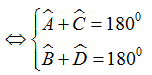 ⇔ { Â + Ĉ = 180⁰
B̂ + D̂ = 180⁰